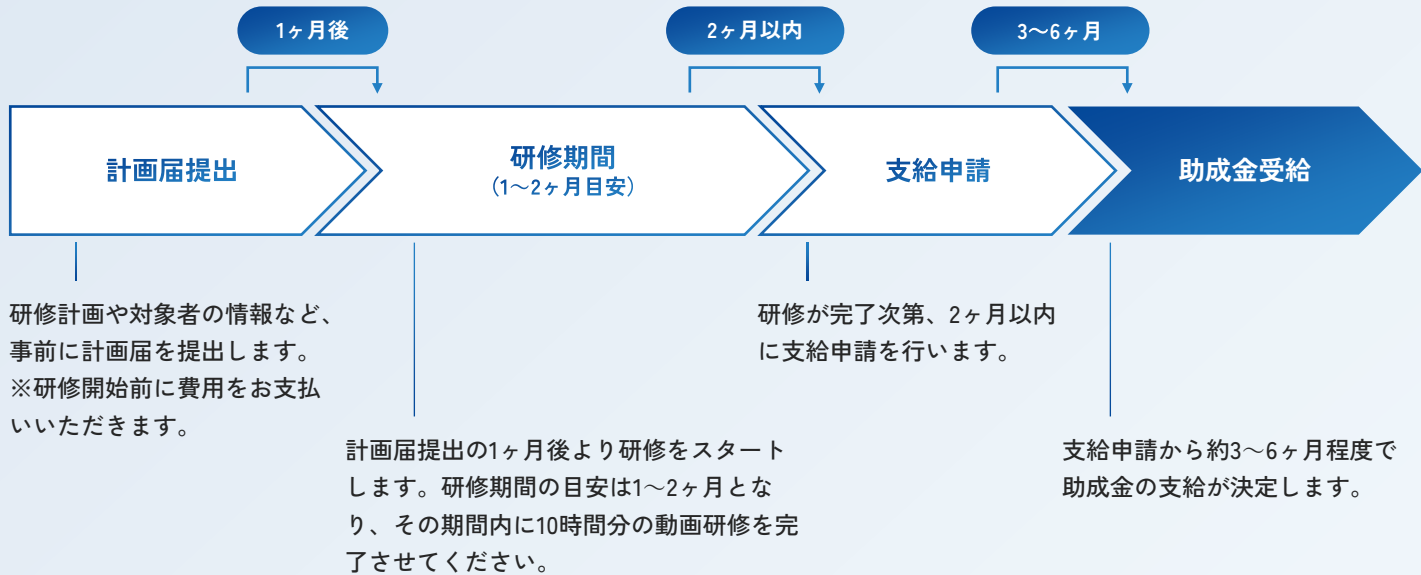 1ヶ月後
2ヶ月以内
3〜6ヶ月
計画届提出
研修期間
（1〜2ヶ月目安）
支給申請
助成金受給
研修計画や対象者の情報など、
事前に計画届を提出します。
※研修開始前に費用をお支払
いいただきます。
計画届提出の1ヶ月後より研修をスタート
します。研修期間の目安は1〜2ヶ月とな
り、その期間内に10時間分の動画研修を完
了させてください。
研修が完了次第、2ヶ月以内
に支給申請を行います。
支給申請から約3〜6ヶ月程度で
助成金の支給が決定します。